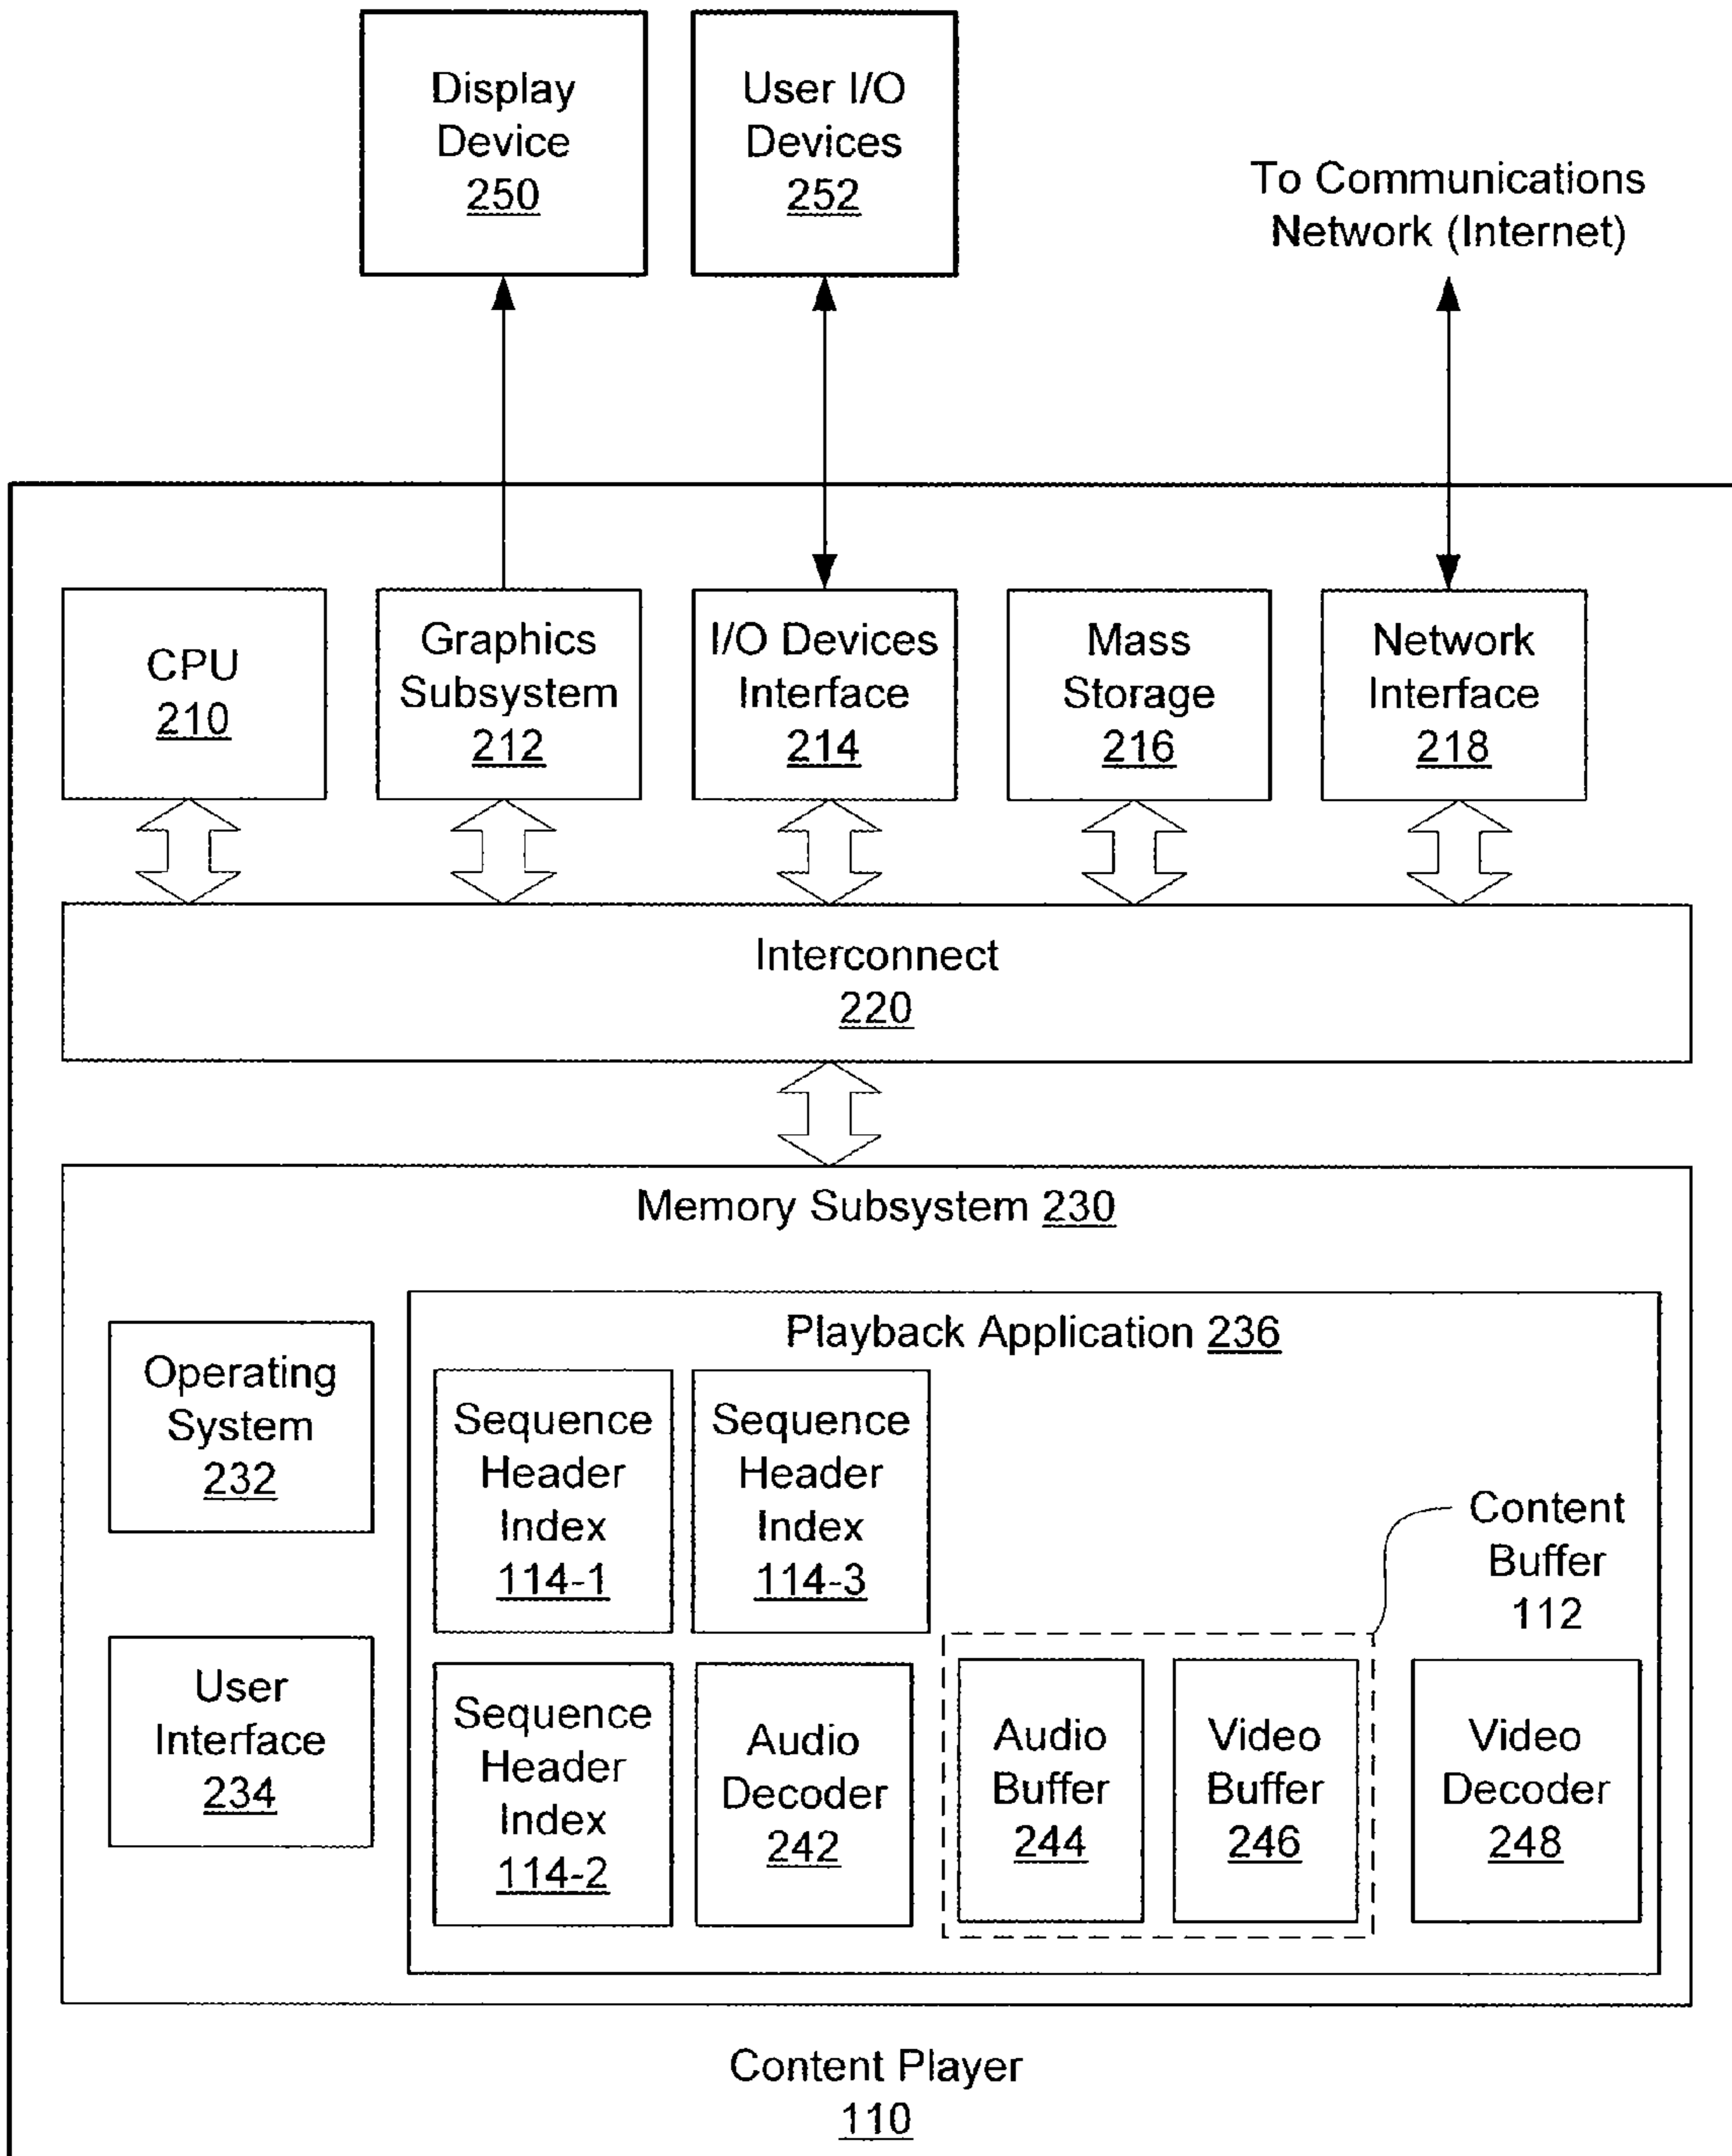 Display
Device
250
User I/O
Devices
252
To Communications
Network (Internet)
CPU
210
Graphics
Subsystem
212
I/O Devices
Interface
214
Mass
Storage
216
Network
Interface
218
Interconnect
220
Memory Subsystem 230
Operating
System
232
User
Interface
234
Playback Application 236
Sequence
Header
Index
114-1
Sequence
Header
Index
114-3
Content
Buffer
112
Sequence
Header
Index
114-2
Audio
Decoder
242
Audio
Buffer
244
Video
Buffer
246
Video
Decoder
248
Content Player
110